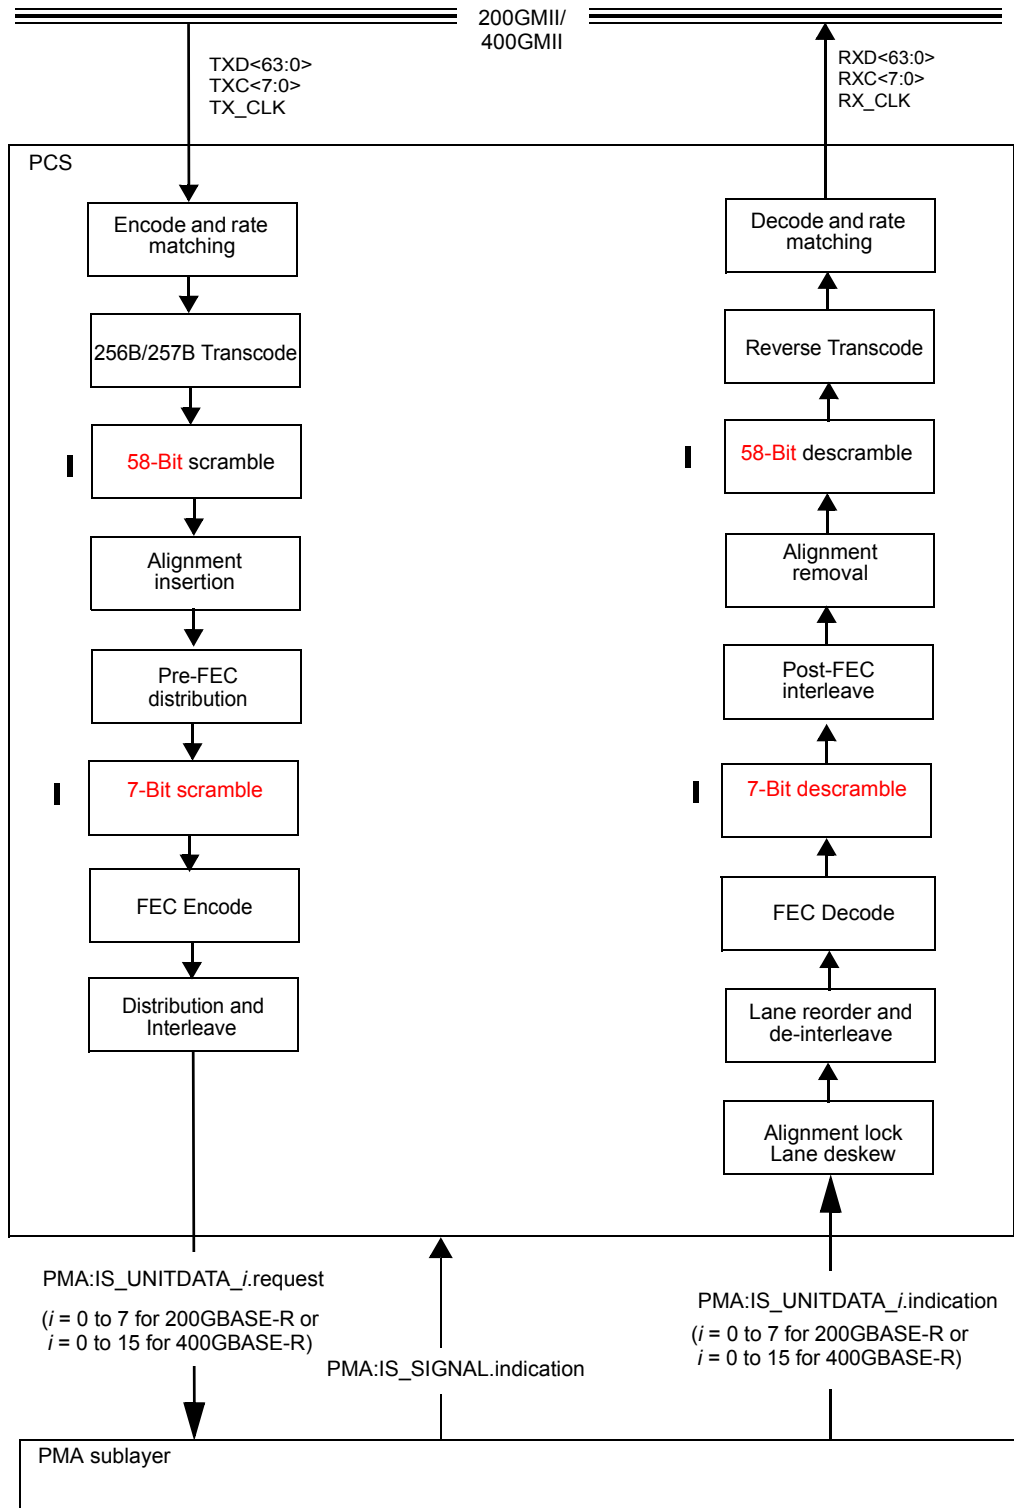 200GMII/
400GMII
TXD<63:0>
TXC<7:0>
TX_CLK
RXD<63:0>
RXC<7:0>
RX_CLK
PCS
Encode and rate
matching
256B/257B Transcode
58-Bit scramble
Alignment
insertion
Pre-FEC
distribution
7-Bit scramble
FEC Encode
Distribution and
Interleave
Decode and rate
matching
Reverse Transcode
58-Bit descramble
Alignment
removal
Post-FEC
interleave
7-Bit descramble
FEC Decode
Lane reorder and
de-interleave
Alignment lock
Lane deskew
PMA:IS_UNITDATA_i.request
(i = 0 to 7 for 200GBASE-R or
i = 0 to 15 for 400GBASE-R)
PMA:IS_SIGNAL.indication
PMA:IS_UNITDATA_i.indication
(i = 0 to 7 for 200GBASE-R or
i = 0 to 15 for 400GBASE-R)
PMA sublayer